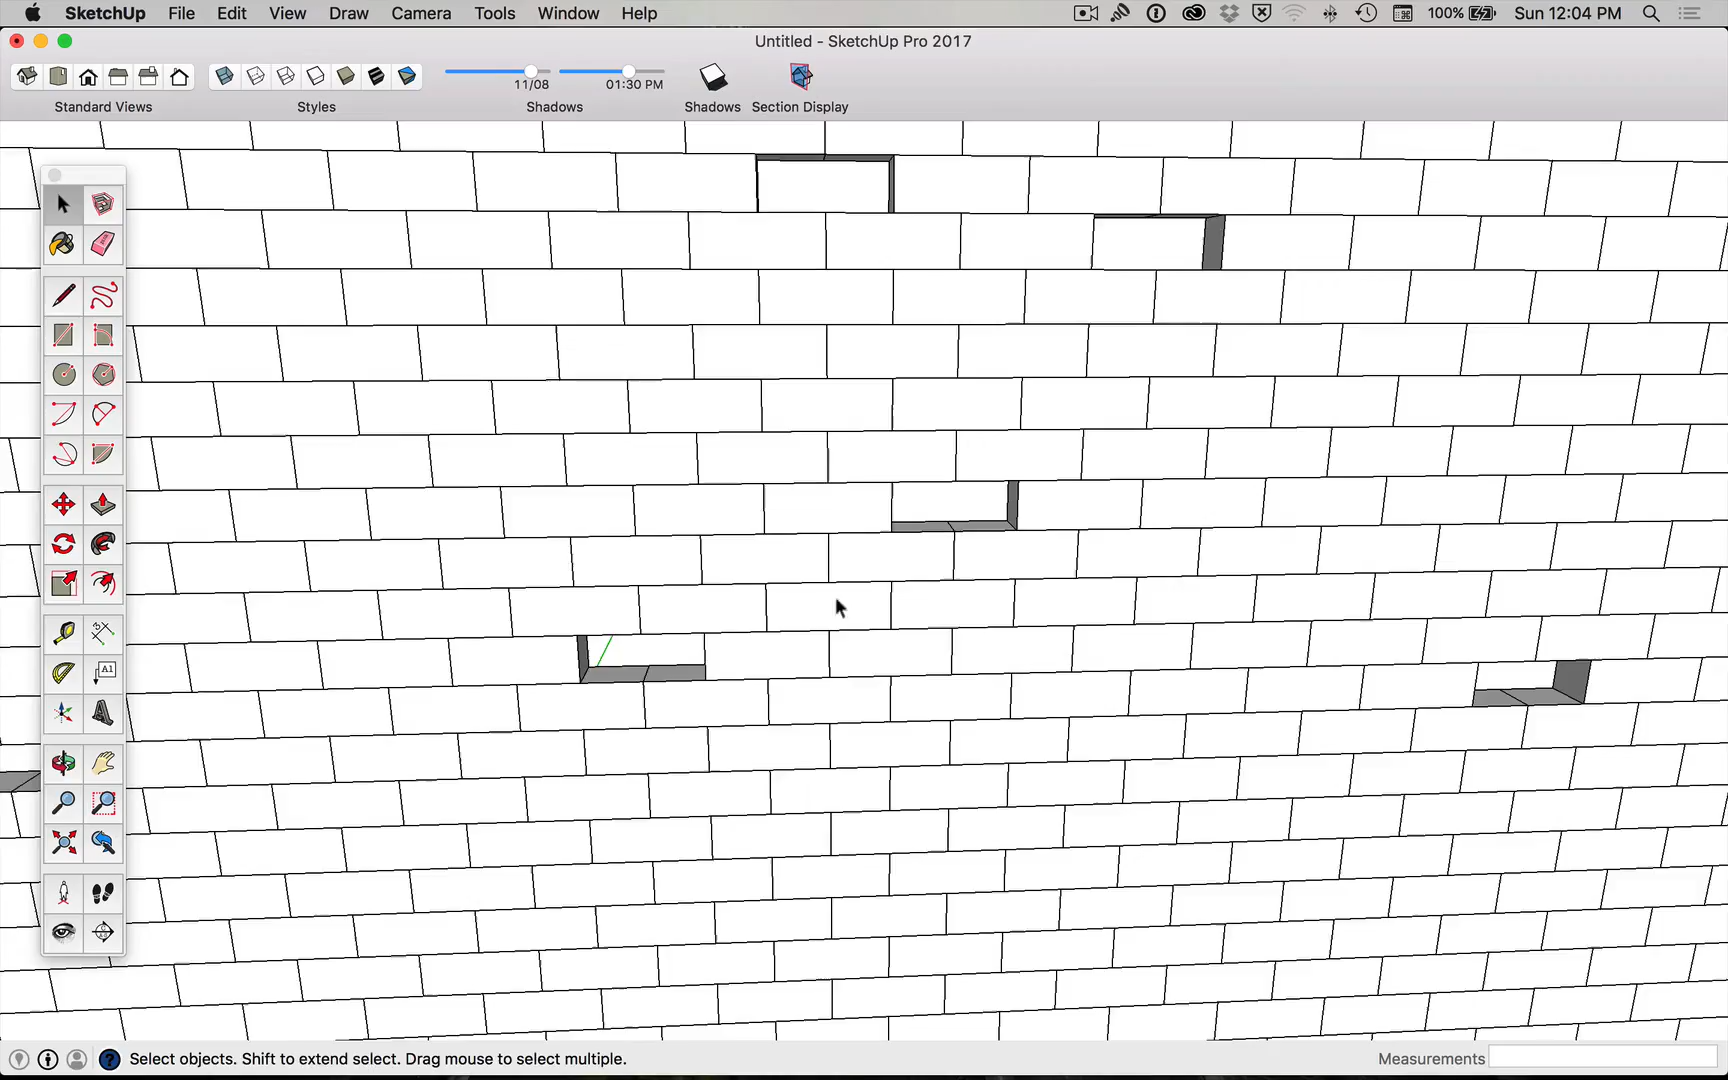 SketchUp File Edit View Draw Camera Tools Window Help 100% Sun 12:04 PM
Untitled - SketchUp Pro 2017
11/08 01:30 PM
Standard Views Styles Shadows Shadows Section Display
A1
Select objects. Shift to extend select. Drag mouse to select multiple. Measurements